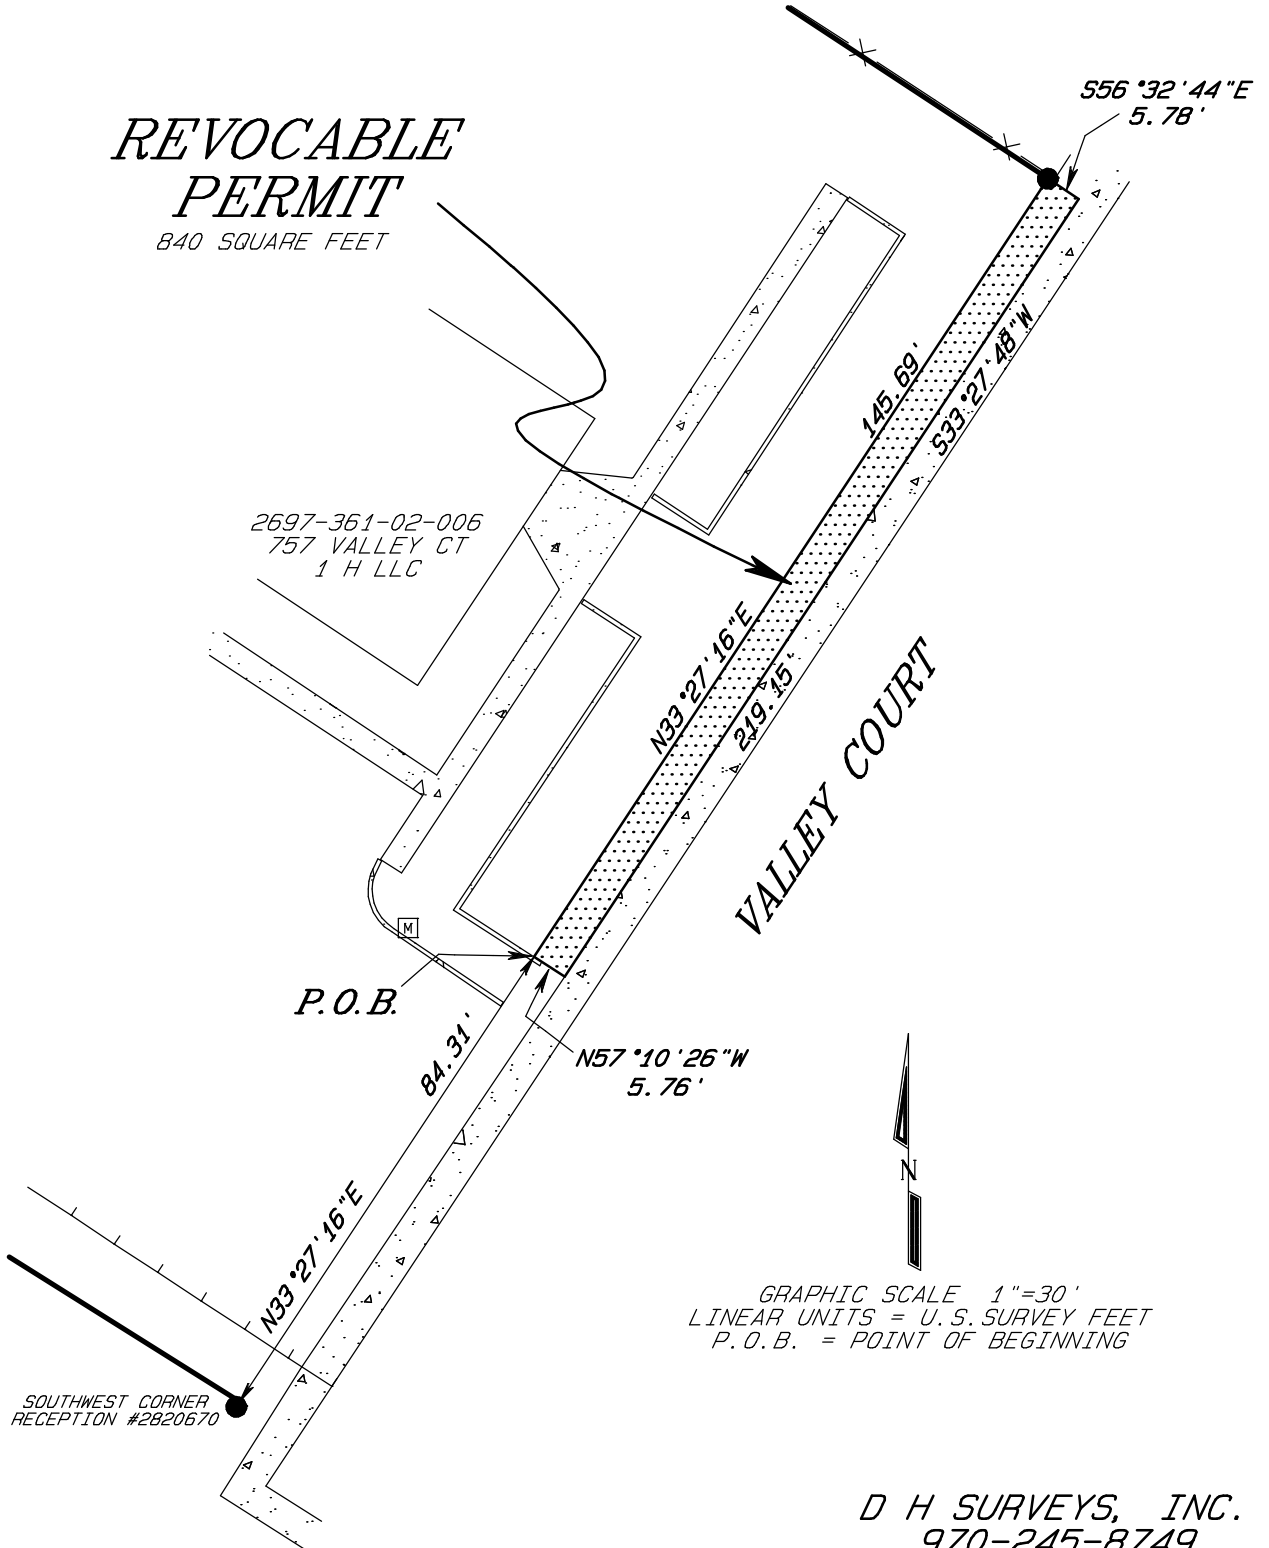 S56°32'44"E
5.78'
REVOCABLE
PERMIT
840 SQUARE FEET
145.69'
S33°27'48"W
2697-361-02-006
757 VALLEY CT
1 H LLC
N33°27'16"E
219.15'
VALLEY COURT
M
P.O.B.
84.31'
N57°10'26"W
5.76'
N
N33°27'16"E
GRAPHIC SCALE 1"=30'
LINEAR UNITS = U.S. SURVEY FEET
P.O.B. = POINT OF BEGINNING
SOUTHWEST CORNER
RECEPTION #2820670
D H SURVEYS, INC.
970-245-8749